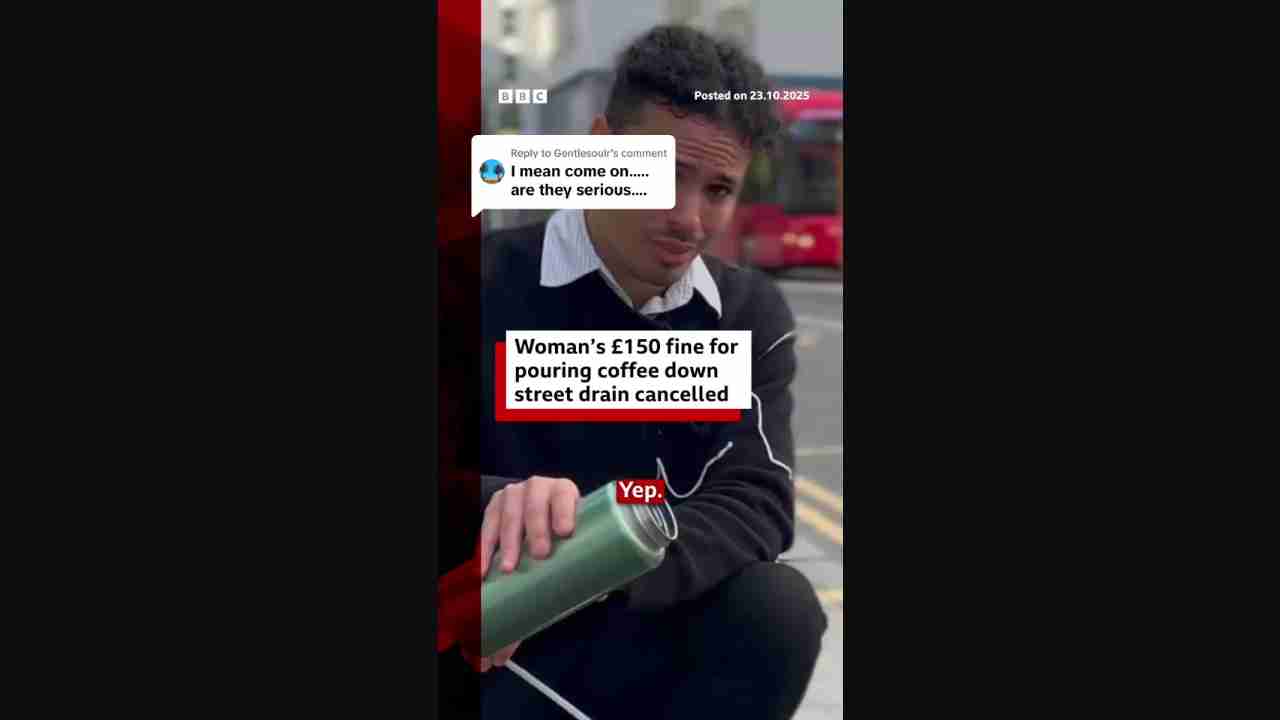 BBC
Posted on 23.10.2025
Reply to Gentlesoulr's comment
I mean come on.....
are they serious....
Woman's £150 fine for
pouring coffee down
street drain cancelled
Yep.